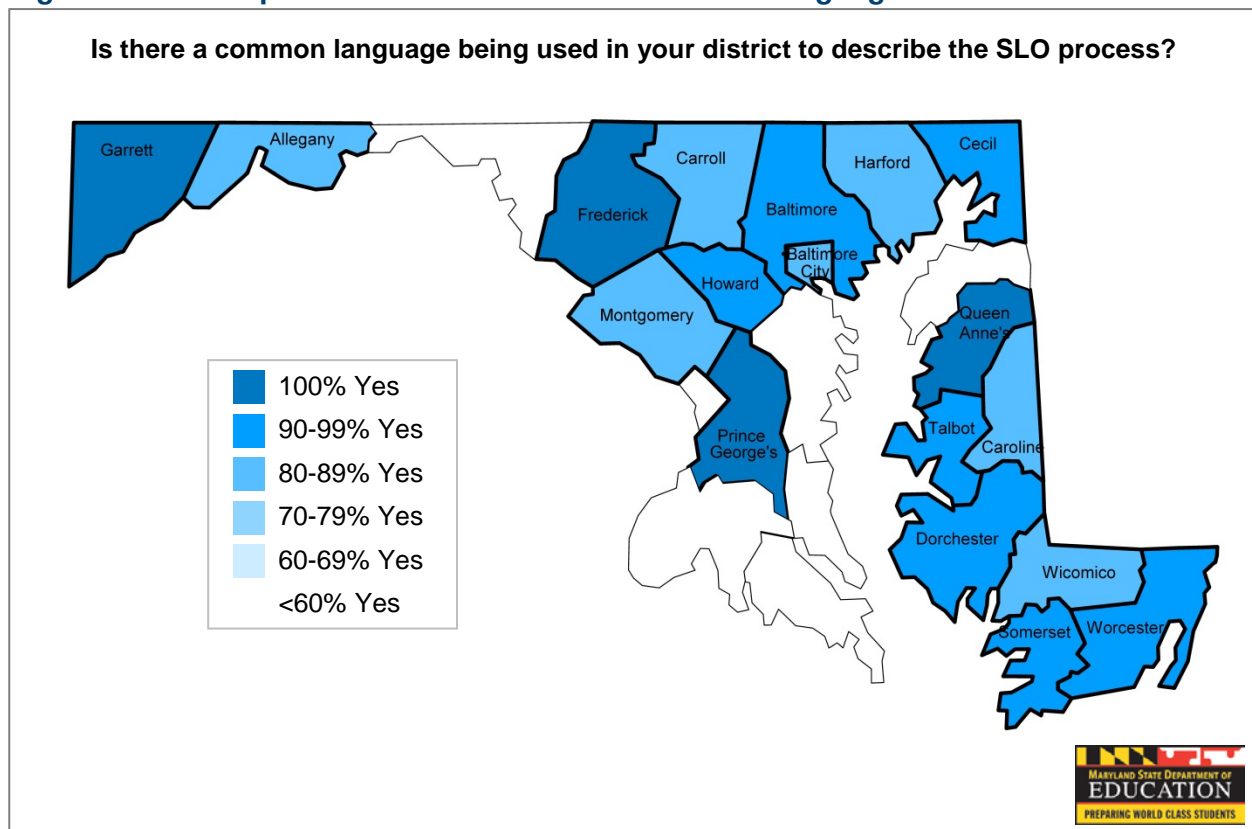 Is there a common language being used in your district to describe the SLO process?
Garrett
Allegany
Frederick
Carroll
Baltimore
Harford
Cecil
Baltimore
City
Howard
Montgomery
Prince
George's
Queen
Anne's
Talbot
Caroline
Dorchester
Wicomico
Somerset
Worcester
100% Yes
90-99% Yes
80-89% Yes
70-79% Yes
60-69% Yes
<60% Yes
MARYLAND STATE DEPARTMENT OF
EDUCATION
PREPARING WORLD CLASS STUDENTS